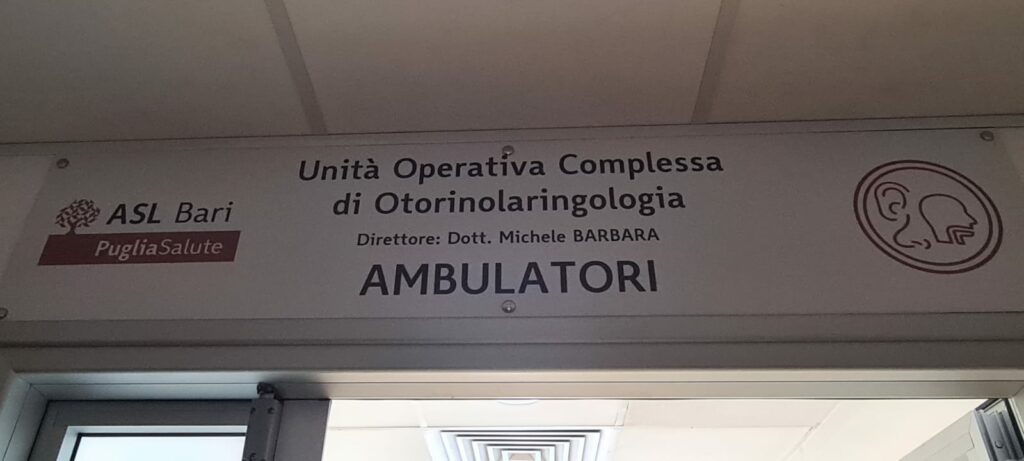 ASL Bari
PugliaSalute
Unità Operativa Complessa
di Otorinolaringologia
Direttore: Dott. Michele BARBARA
AMBULATORI